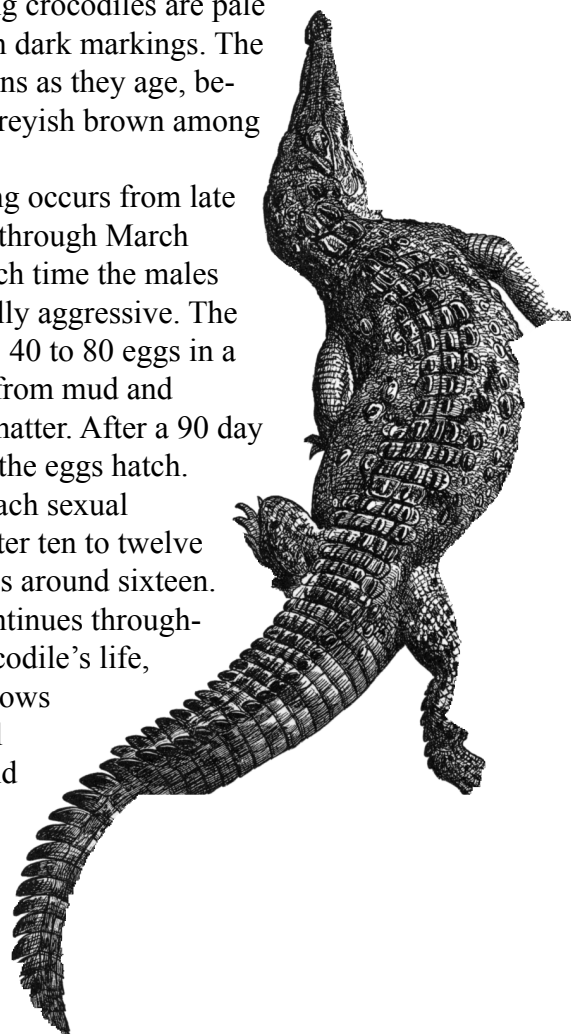 ng crocodiles are pale
n dark markings. The
ns as they age, be-
reyish brown among
ng occurs from late
through March
ch time the males
lly aggressive. The
40 to 80 eggs in a
from mud and
matter. After a 90 day
the eggs hatch.
ach sexual
ter ten to twelve
s around sixteen.
ntinues through-
codile’s life,
ows
l
d